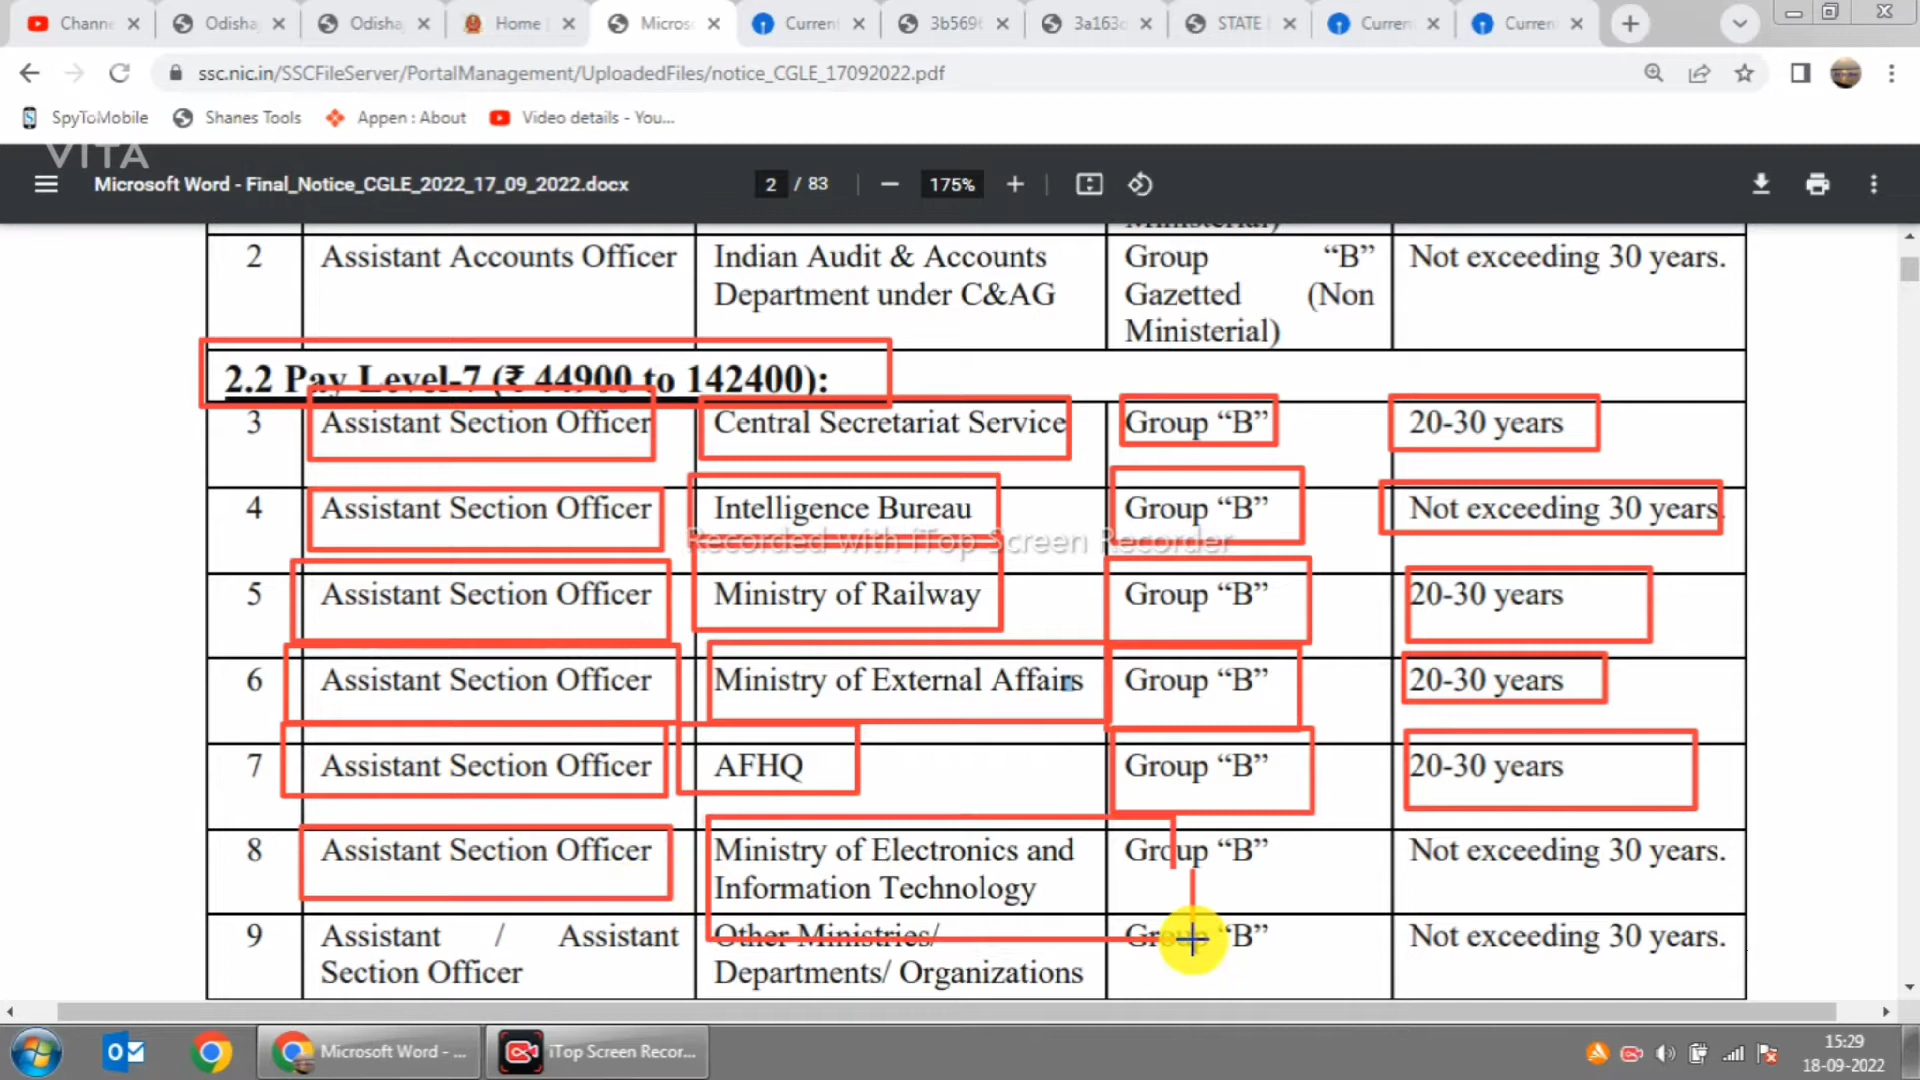 Channe
Odisha
Odisha
Home
Micros
Current
3b569
3a163c
STATE
Curren
Curren
ssc.nic.in/SSCFileServer/PortalManagement/UploadedFiles/notice_CGLE_17092022.pdf
SpyToMobile
Shanes Tools
Appen : About
Video details - You...
VITA
Microsoft Word - Final_Notice_CGLE_2022_17_09_2022.docx
2 / 83
175%
Ministerial)
2 Assistant Accounts Officer Indian Audit & Accounts Group “B” Not exceeding 30 years.
Department under C&AG Gazetted (Non
Ministerial)
2.2 Pay Level-7 (₹ 44900 to 142400):
3 Assistant Section Officer Central Secretariat Service Group “B” 20-30 years
4 Assistant Section Officer Intelligence Bureau Group “B” Not exceeding 30 years.
Recorded with iTop Screen Recorder
5 Assistant Section Officer Ministry of Railway Group “B” 20-30 years
6 Assistant Section Officer Ministry of External Affairs Group “B” 20-30 years
7 Assistant Section Officer AFHQ Group “B” 20-30 years
8 Assistant Section Officer Ministry of Electronics and Group “B” Not exceeding 30 years.
Information Technology
9 Assistant / Assistant Other Ministries/ Group “B” Not exceeding 30 years.
Section Officer Departments/ Organizations
Microsoft Word - ...
iTop Screen Recor...
15:29
18-09-2022